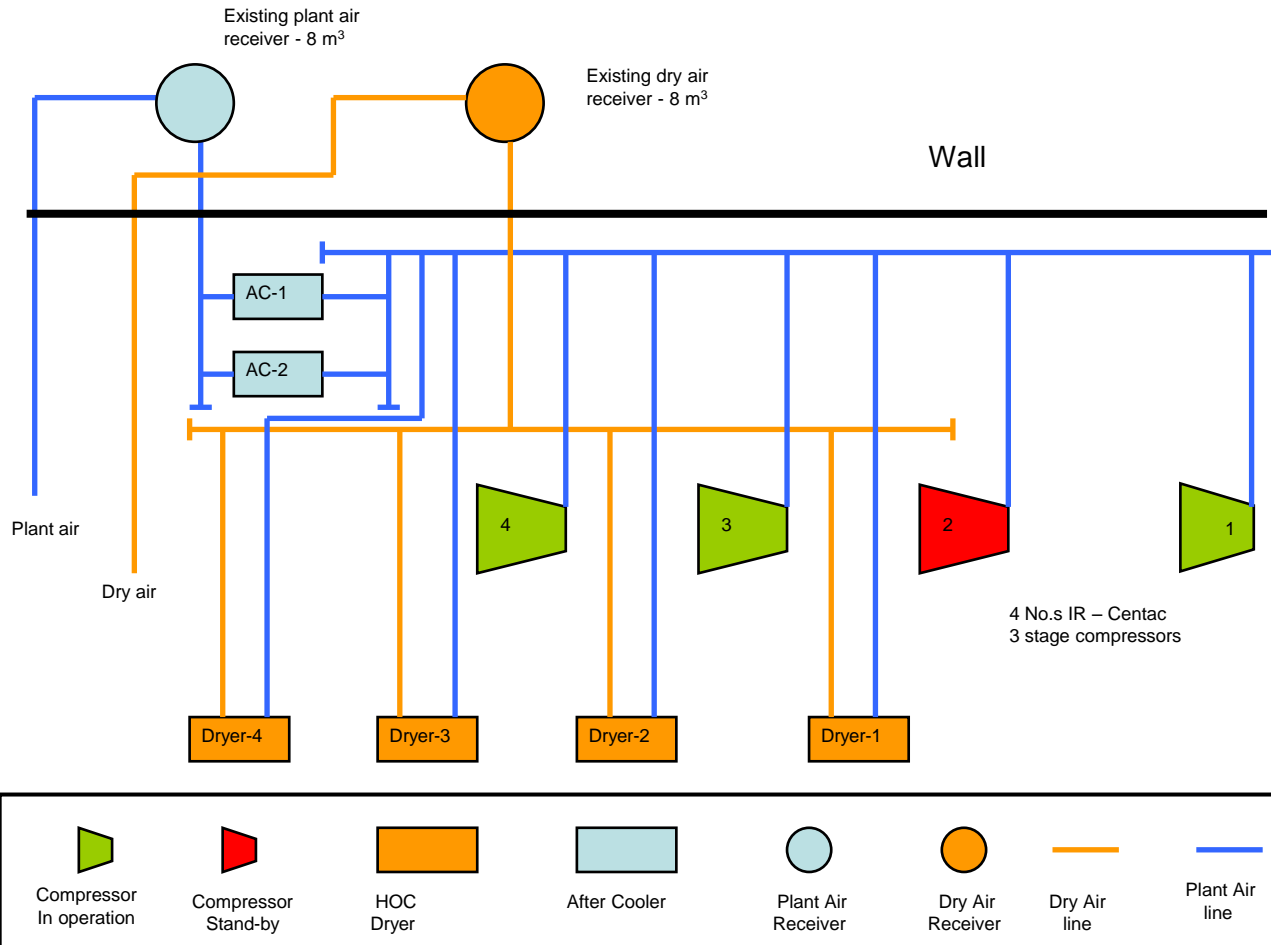 Existing plant air
receiver - 8 m³
Existing dry air
receiver - 8 m³
Wall
AC-1
AC-2
4
3
2
1
Plant air
Dry air
4 No.s IR – Centac
3 stage compressors
Dryer-4
Dryer-3
Dryer-2
Dryer-1
Compressor
In operation
Compressor
Stand-by
HOC
Dryer
After Cooler
Plant Air
Receiver
Dry Air
Receiver
Dry Air
line
Plant Air
line